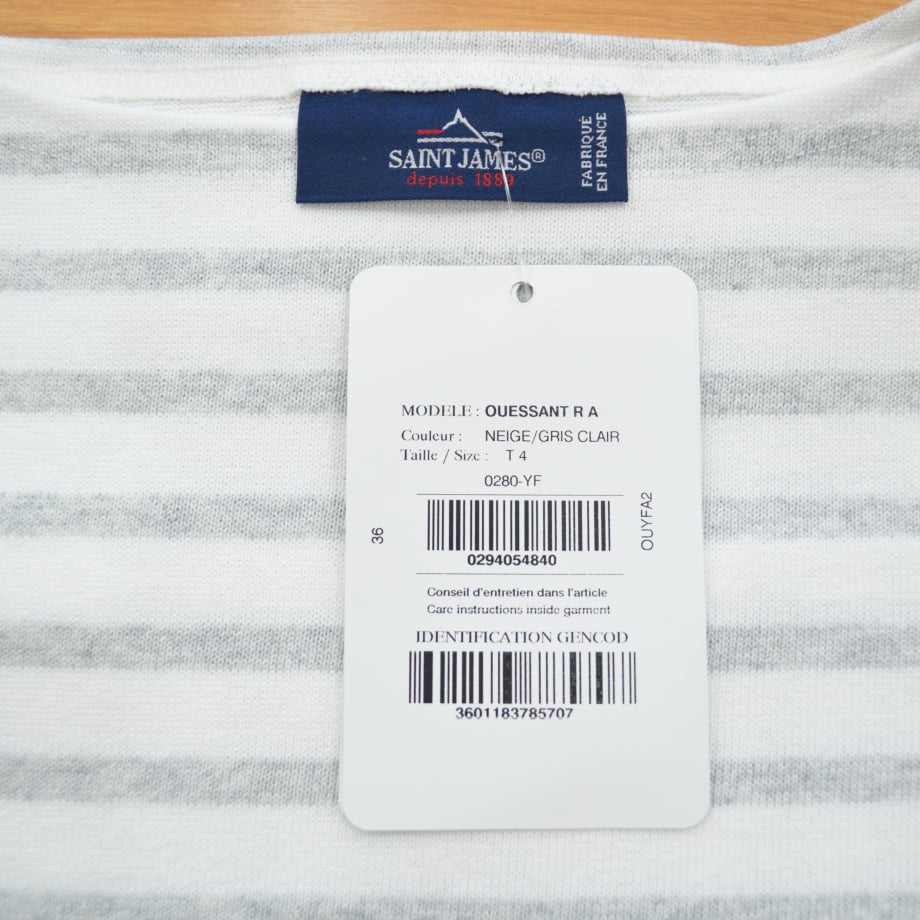 SAINT JAMES®
depuis 1889
FABRIQUÉ
EN FRANCE
MODELE : OUESSANT R A
Couleur : NEIGE/GRIS CLAIR
Taille / Size : T 4
0280-YF
0294054840
36
OUYFA2
Conseil d'entretien dans l'article
Care instructions inside garment
IDENTIFICATION GENCOD
3601183785707